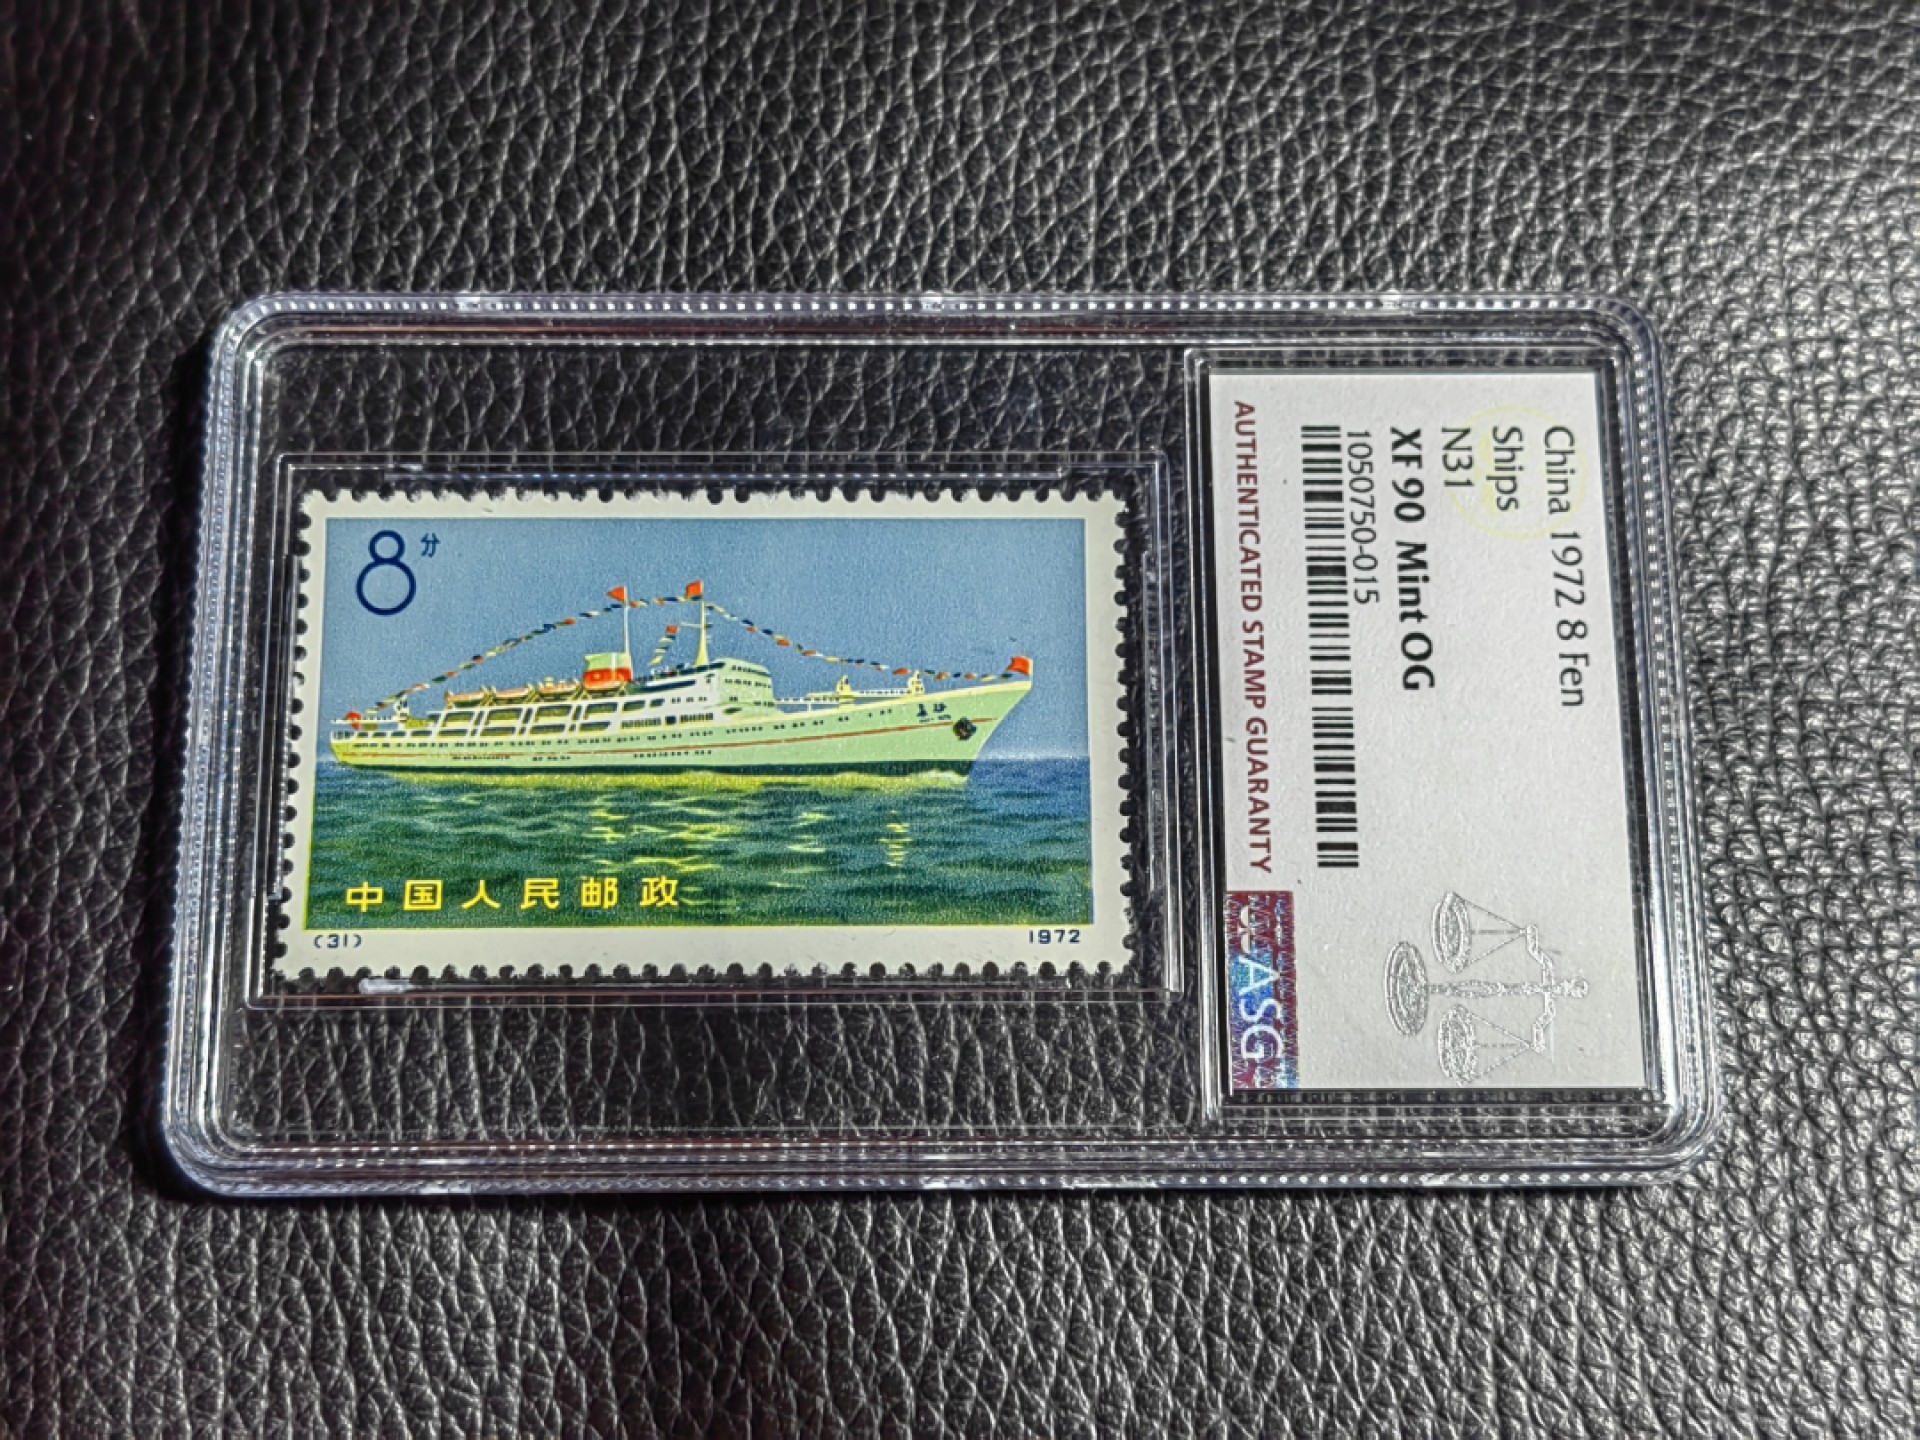 8分
中国人民邮政
(31)
1972
China 1972 8 Fen
Ships
N31
XF 90 Mint OG
1050750-015
AUTHENTICATED STAMP GUARANTY
ASG